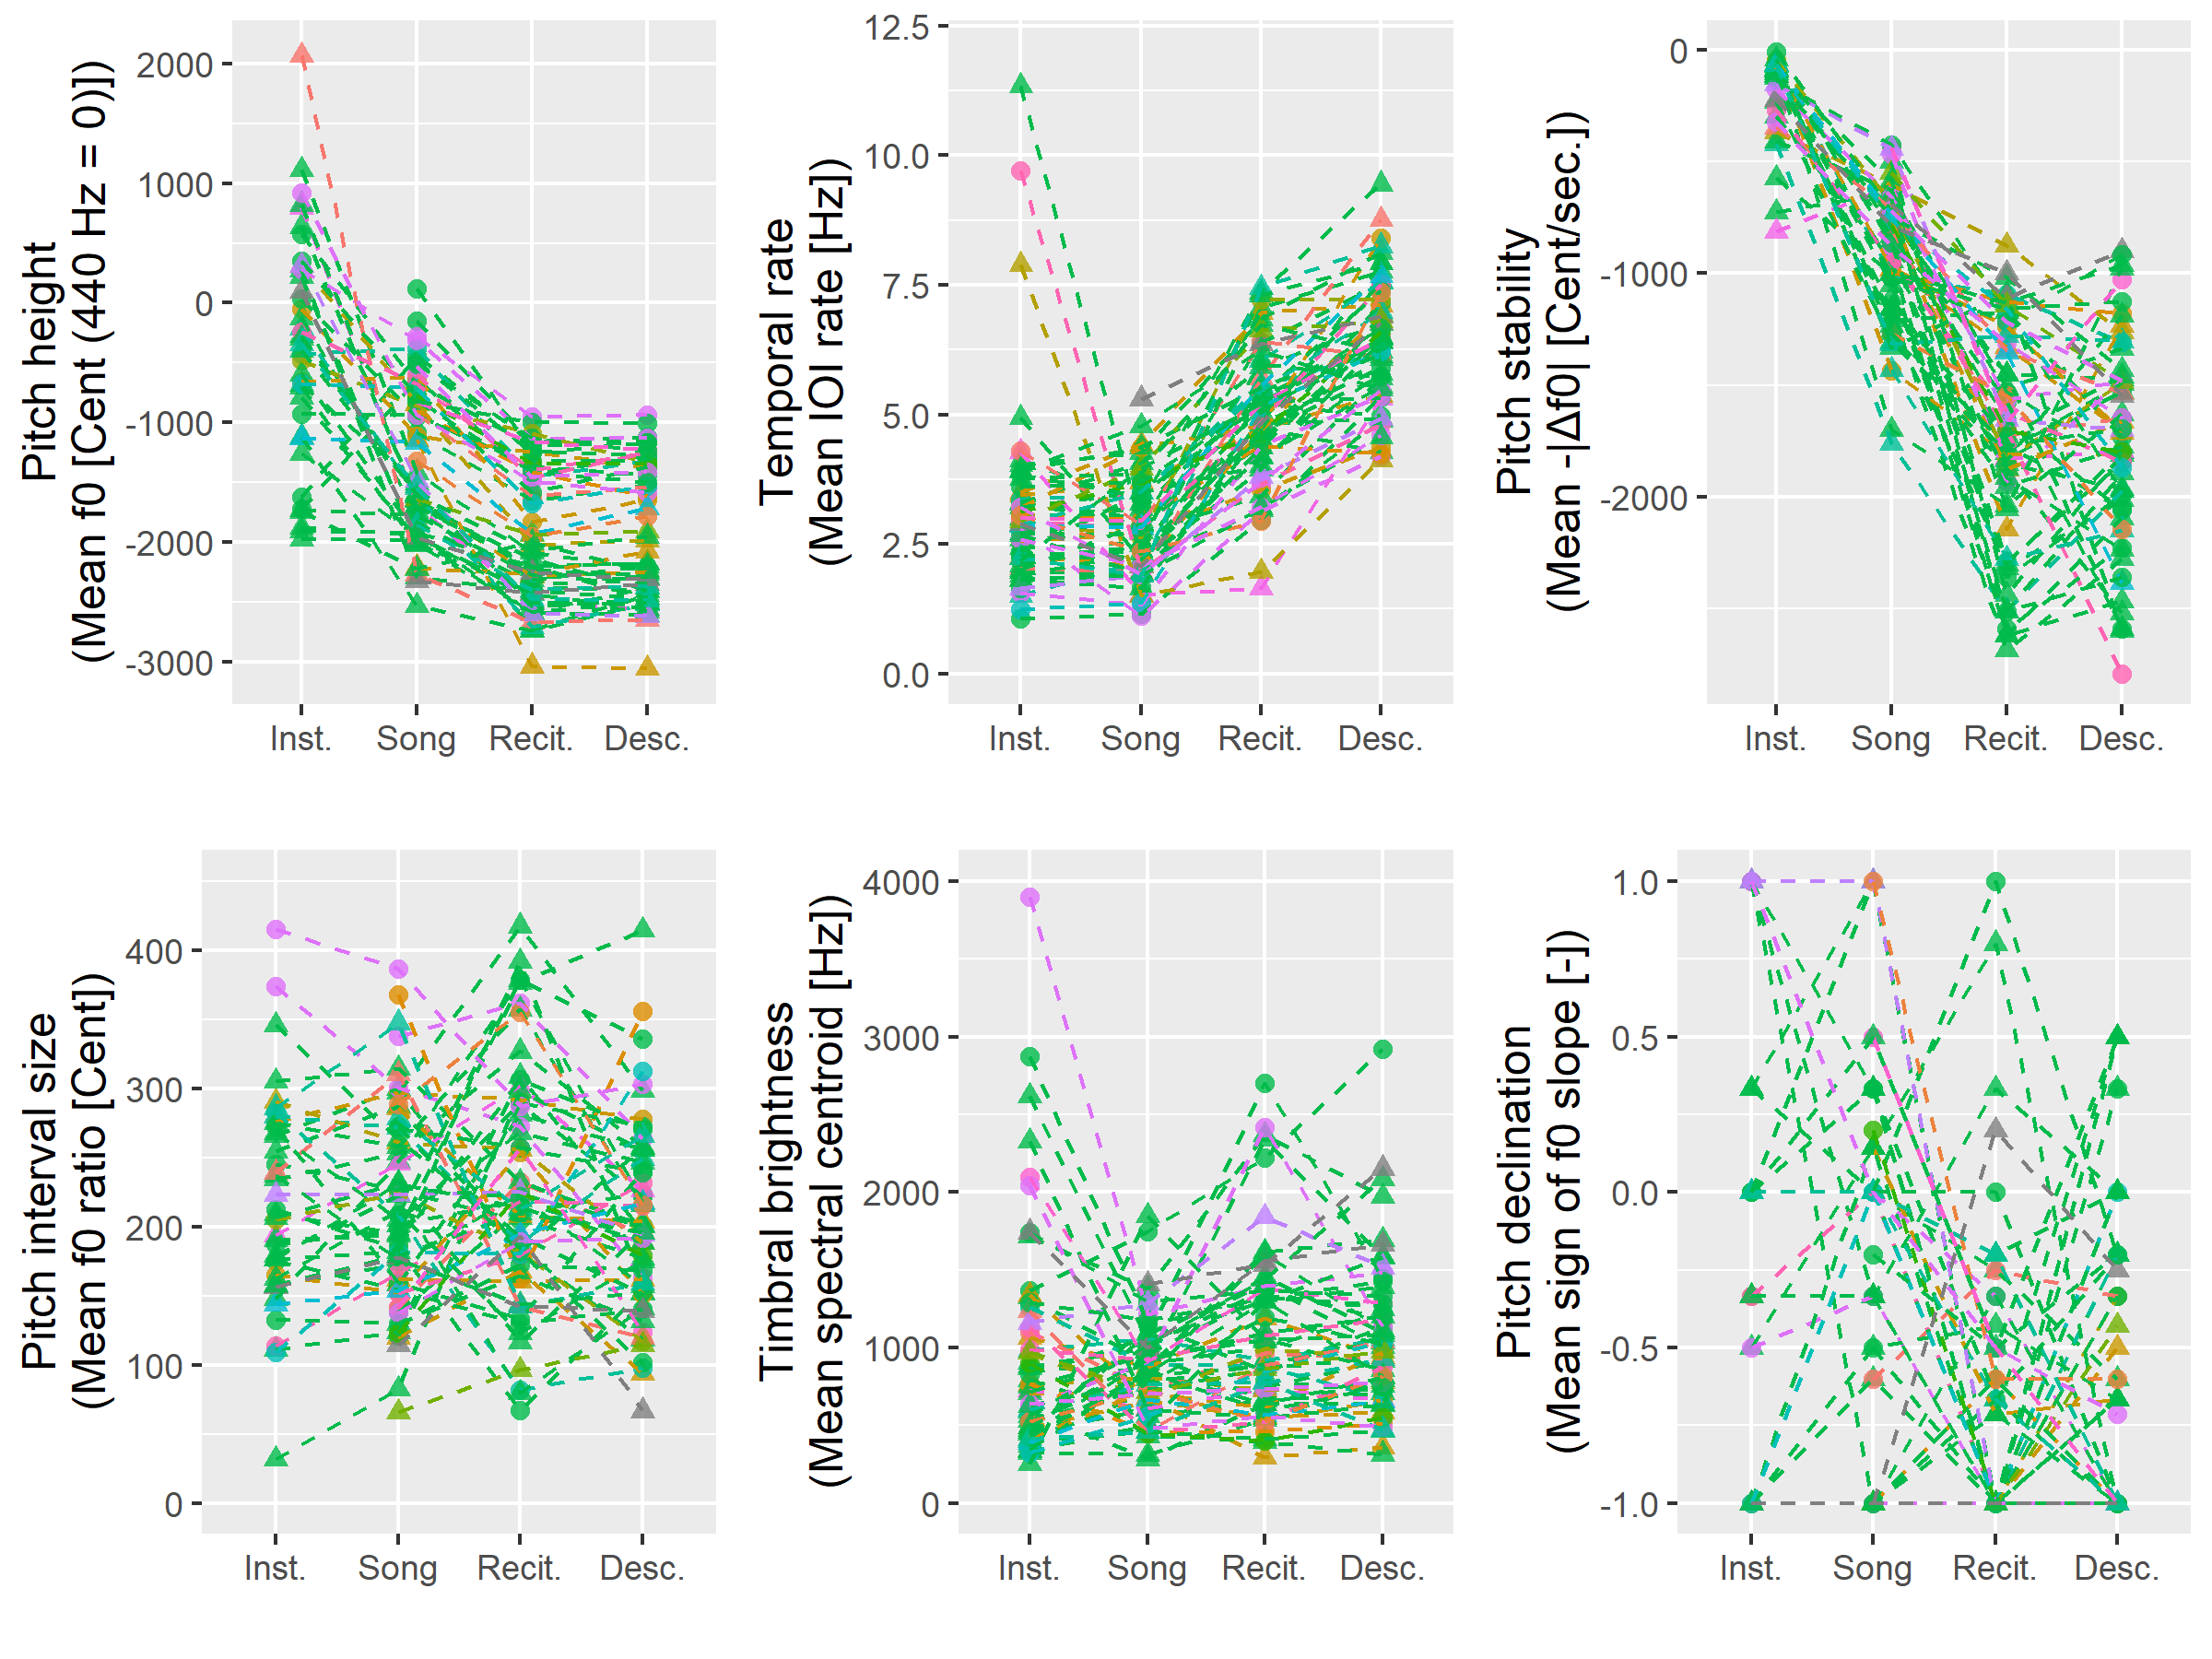 Pitch height
(Mean f0 [Cent (440 Hz = 0)])
2000
1000
0
-1000
-2000
-3000
Inst. Song Recit. Desc.
Temporal rate
(Mean IOI rate [Hz])
12.5
10.0
7.5
5.0
2.5
0.0
Inst. Song Recit. Desc.
Pitch stability
(Mean -|Δf0| [Cent/sec.])
0
-1000
-2000
Inst. Song Recit. Desc.
Pitch interval size
(Mean f0 ratio [Cent])
400
300
200
100
0
Inst. Song Recit. Desc.
Timbral brightness
(Mean spectral centroid [Hz])
4000
3000
2000
1000
0
Inst. Song Recit. Desc.
Pitch declination
(Mean sign of f0 slope [-])
1.0
0.5
0.0
-0.5
-1.0
Inst. Song Recit. Desc.